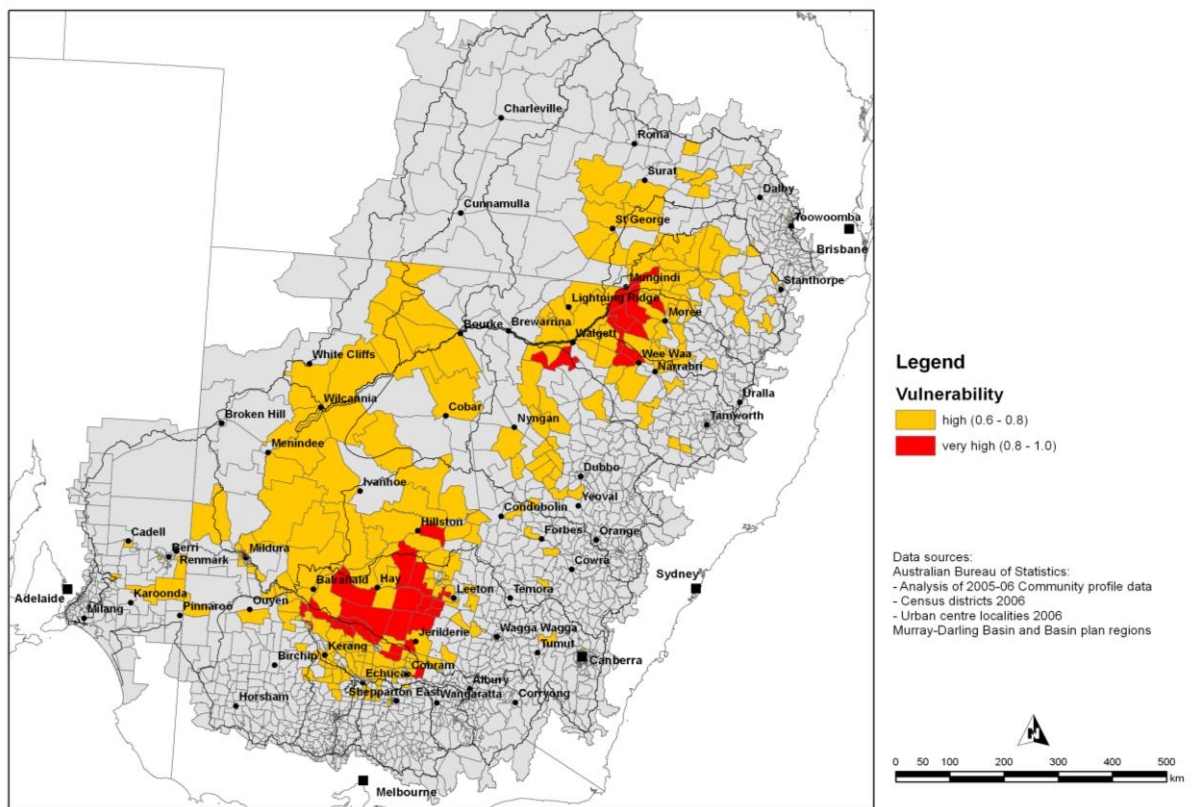 Charleville
Roma
Surat
Dalby
Cunnamulla
St George
Toowoomba
Brisbane
Mungindi
Stanthorpe
Lightning Ridge
Moree
Bourke
Brewarrina
Walgett
White Cliffs
Wee Waa
Narrabri
Wilcannia
Uralla
Broken Hill
Cobar
Nyngan
Tamworth
Menindee
Dubbo
Ivanhoe
Yeoval
Condobolin
Hillston
Forbes
Orange
Cadell
Berri
Renmark
Mildura
Cowra
Sydney
Balranald
Hay
Adelaide
Karoonda
Leeton
Temora
Milang
Pinnaroo
Ouyen
Jerilderie
Wagga Wagga
Kerang
Tumut
Birchip
Cobram
Canberra
Echuca
Albury
Horsham
Shepparton East
Wangaratta
Corryong
Melbourne
Legend
Vulnerability
high (0.6 - 0.8)
very high (0.8 - 1.0)
Data sources:
Australian Bureau of Statistics:
- Analysis of 2005-06 Community profile data
- Census districts 2006
- Urban centre localities 2006
Murray-Darling Basin and Basin plan regions
N
0 50 100 200 300 400 500
km